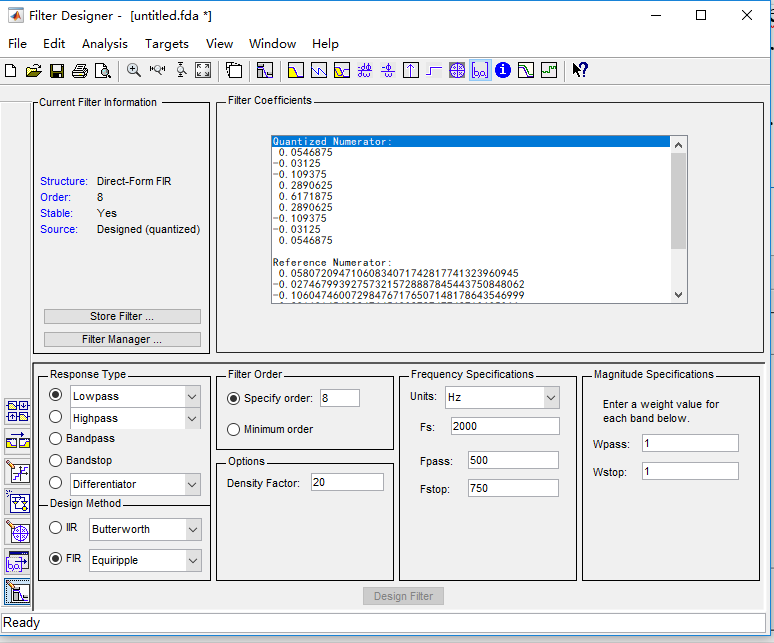 Filter Designer - [untitled.fda *]
File Edit Analysis Targets View Window Help
Current Filter Information
Structure: Direct-Form FIR
Order: 8
Stable: Yes
Source: Designed (quantized)
Store Filter ...
Filter Manager ...
Filter Coefficients
Quantized Numerator:
0.0546875
-0.03125
-0.109375
0.2890625
0.6171875
0.2890625
-0.109375
-0.03125
0.0546875
Reference Numerator:
0.058072094710608340717428177413239609​45
-0.027467993927573215728887845443750848062
-0.10604746007298476717650714817864354699​9
Response Type
Lowpass
Highpass
Bandpass
Bandstop
Differentiator
Design Method
IIR Butterworth
FIR Equiripple
Filter Order
Specify order: 8
Minimum order
Options
Density Factor: 20
Frequency Specifications
Units: Hz
Fs: 2000
Fpass: 500
Fstop: 750
Magnitude Specifications
Enter a weight value for
each band below.
Wpass: 1
Wstop: 1
Design Filter
Ready